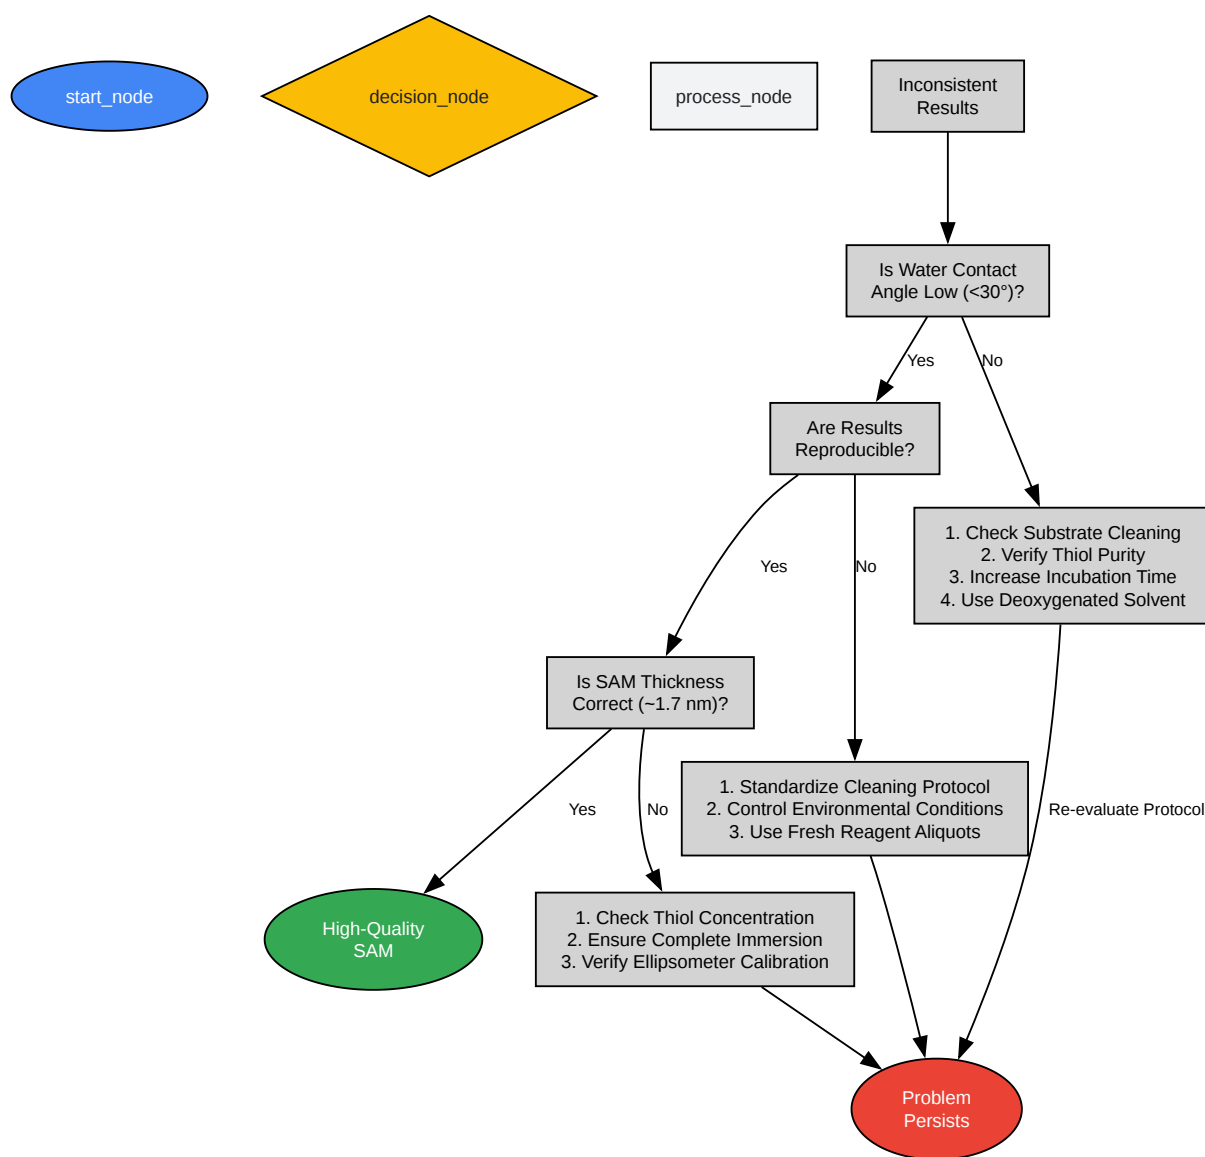 start_node
decision_node
process_node
Inconsistent
Results
Is Water Contact
Angle Low (<30°)?
Yes
No
Are Results
Reproducible?
1. Check Substrate Cleaning
2. Verify Thiol Purity
3. Increase Incubation Time
4. Use Deoxygenated Solvent
Yes
No
Is SAM Thickness
Correct (~1.7 nm)?
1. Standardize Cleaning Protocol
2. Control Environmental Conditions
3. Use Fresh Reagent Aliquots
Yes
No
Re-evaluate Protocol
High-Quality
SAM
1. Check Thiol Concentration
2. Ensure Complete Immersion
3. Verify Ellipsometer Calibration
Problem
Persists